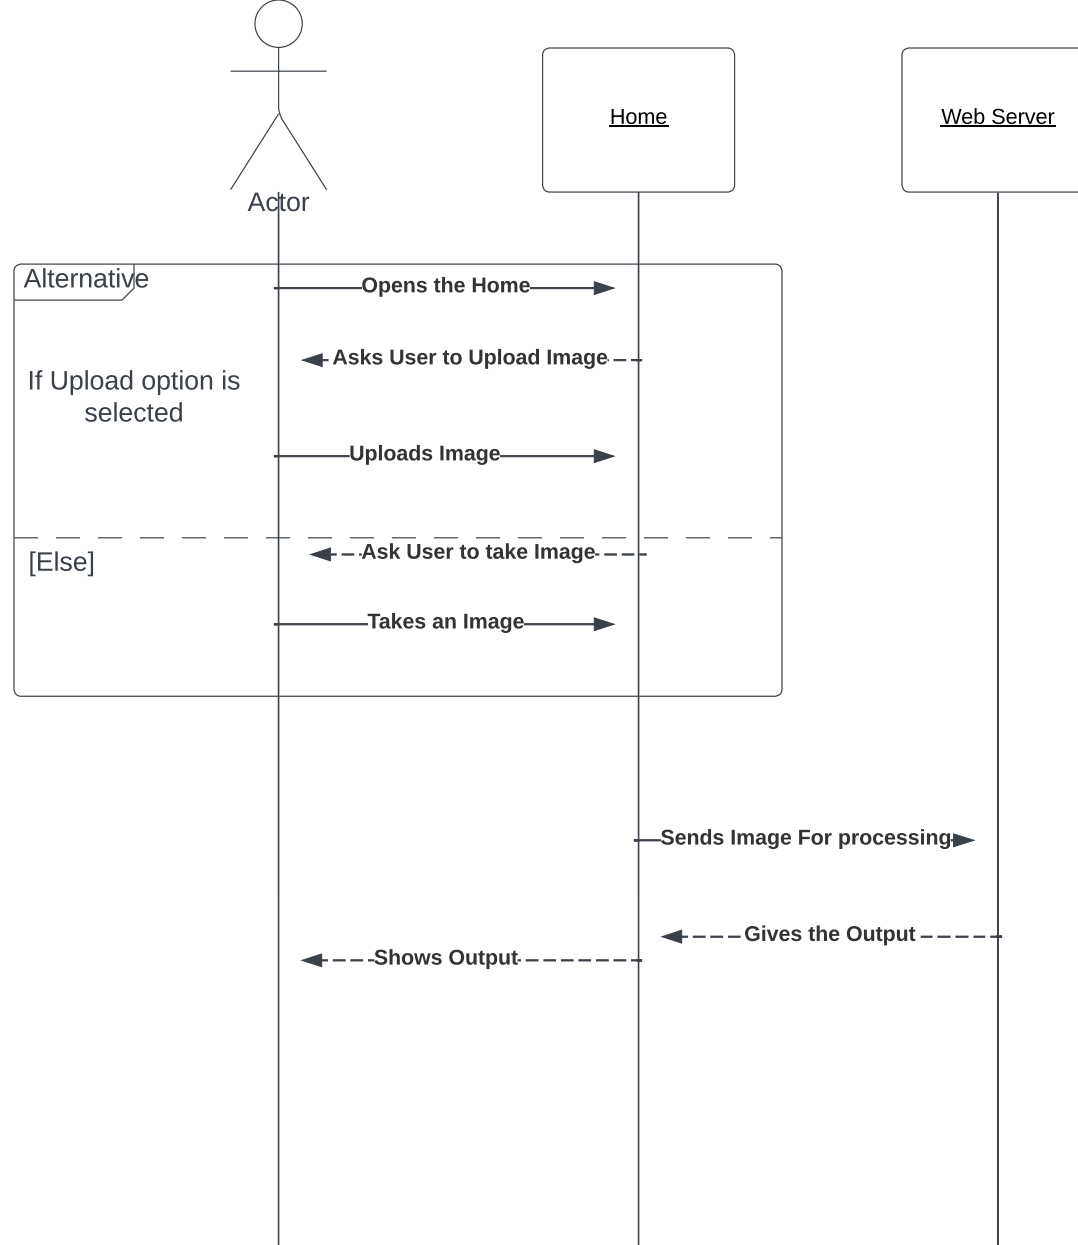 Home
Web Server
Actor
Alternative
Opens the Home
Asks User to Upload Image
If Upload option is
selected
Uploads Image
[Else]
Ask User to take Image
Takes an Image
Sends Image For processing
Gives the Output
Shows Output